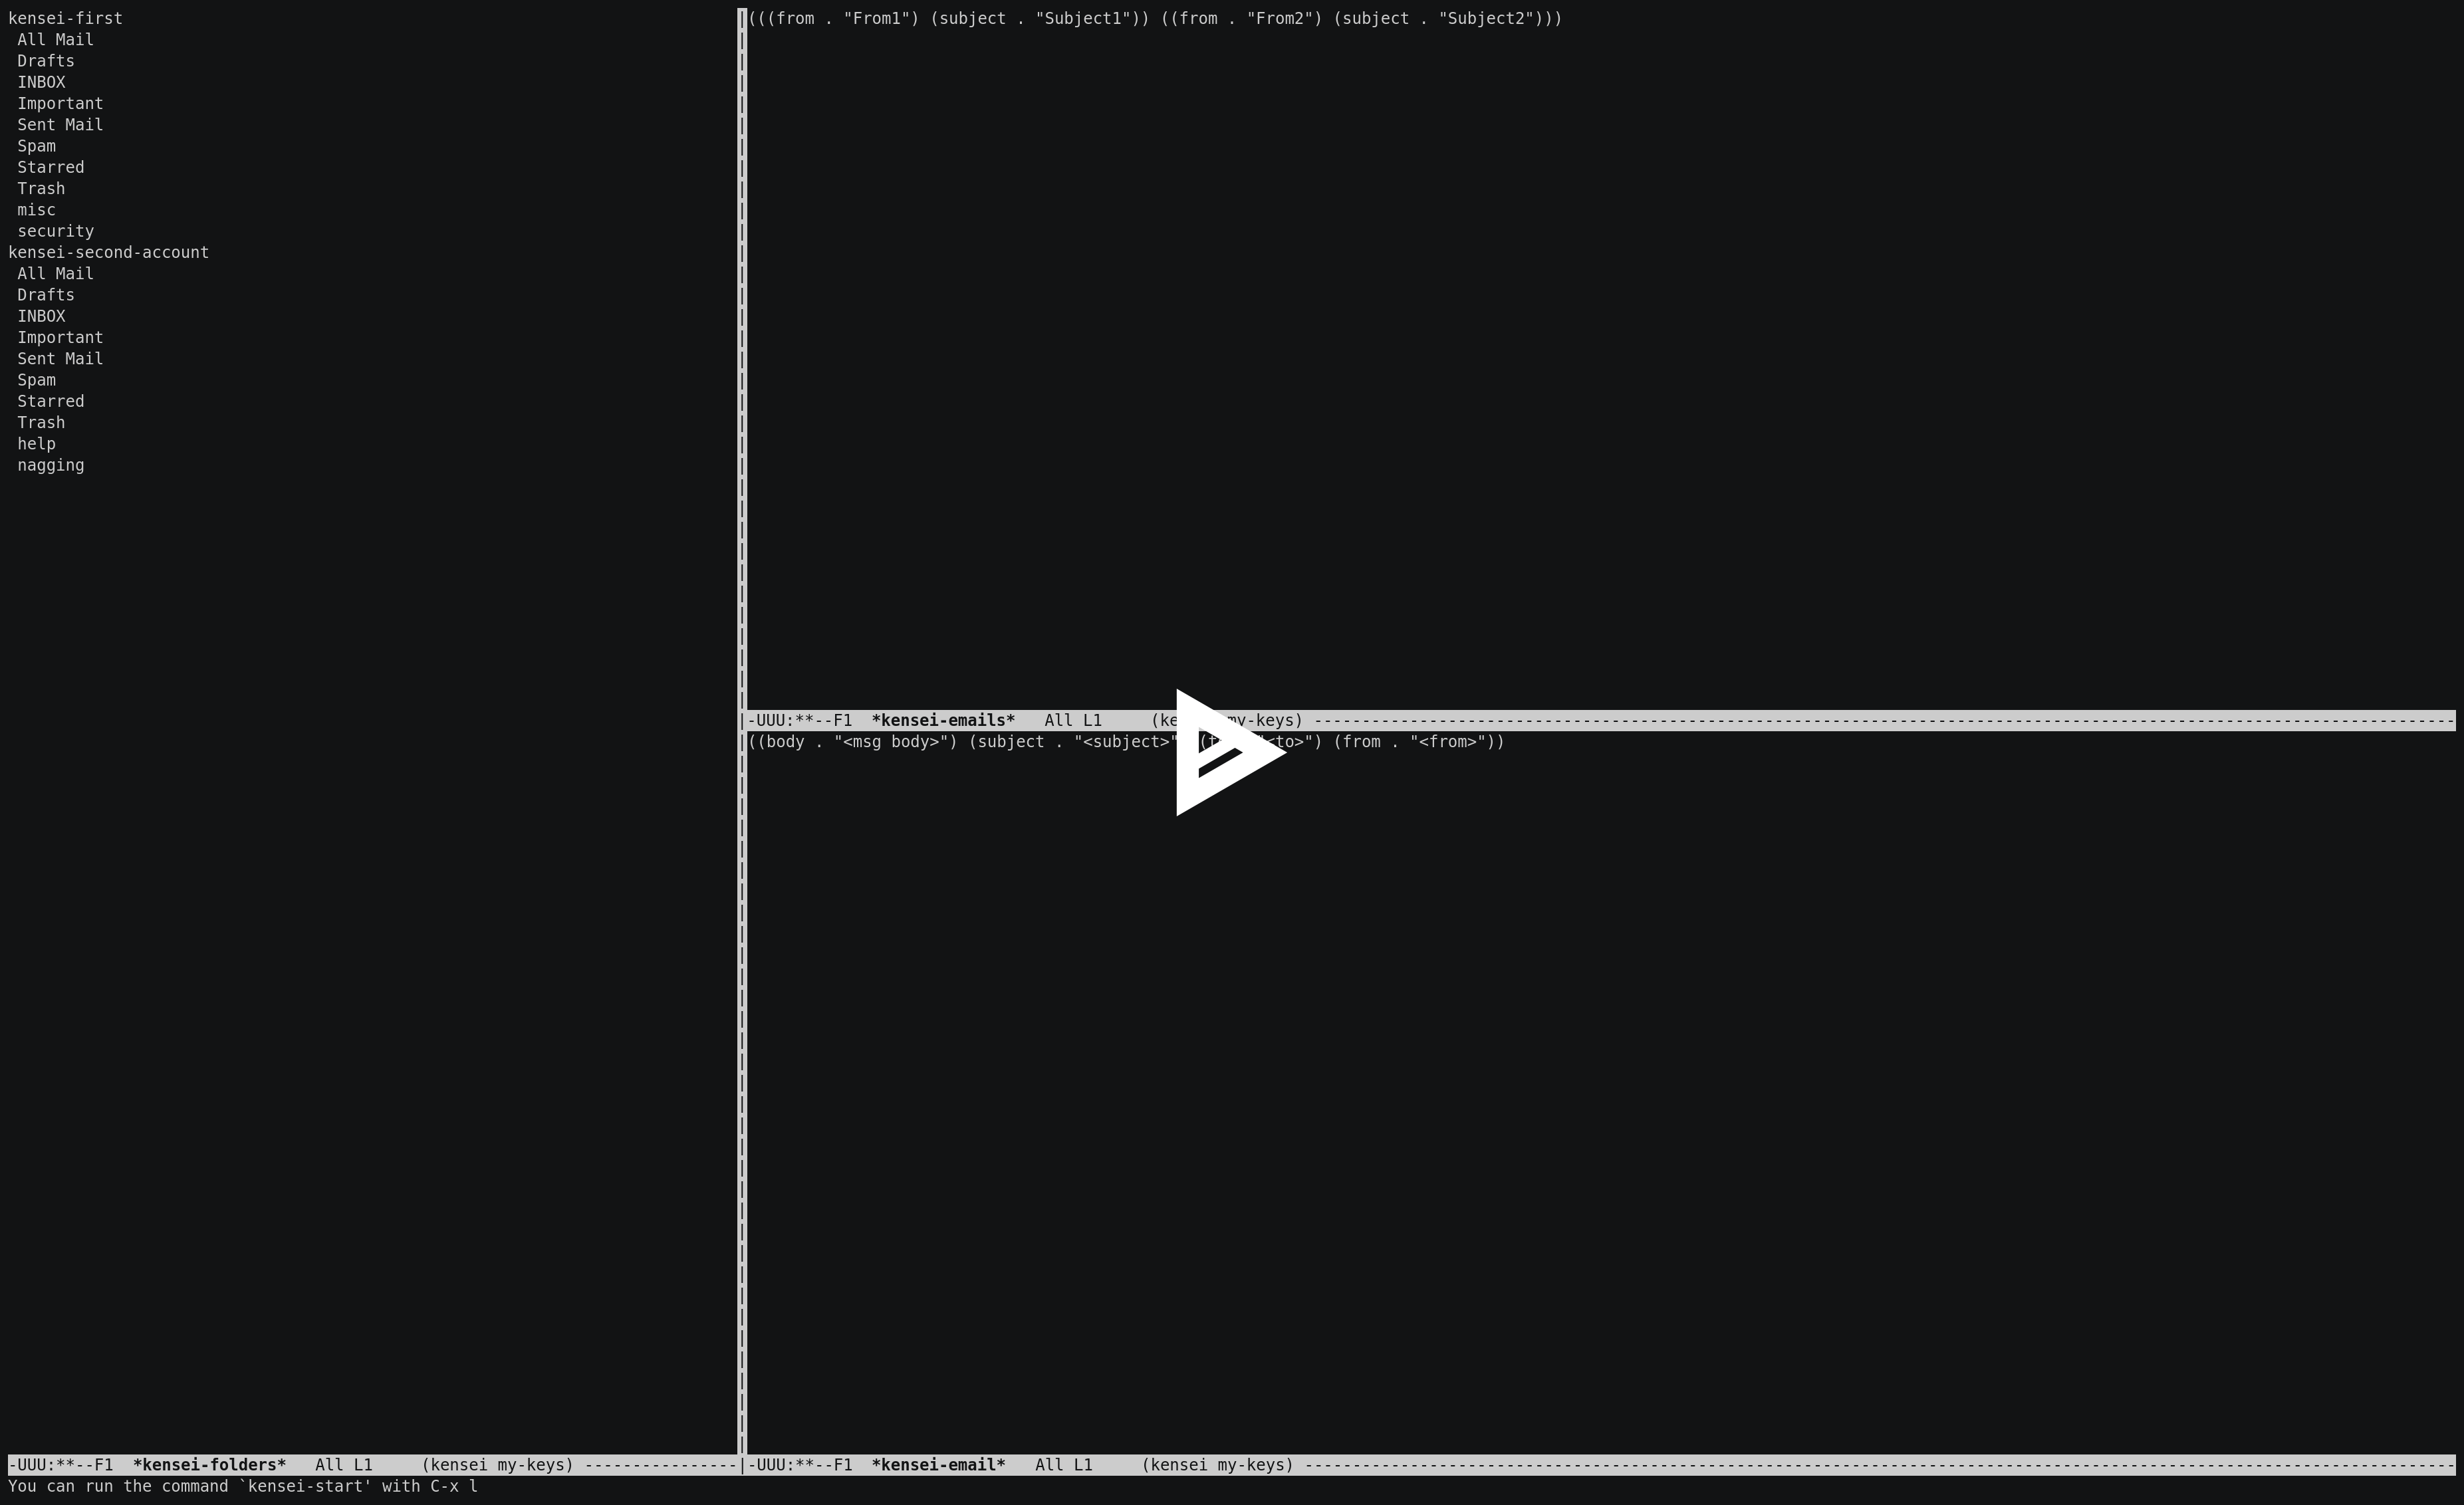 kensei-first
All Mail
Drafts
INBOX
Important
Sent Mail
Spam
Starred
Trash
misc
security
kensei-second-account
All Mail
Drafts
INBOX
Important
Sent Mail
Spam
Starred
Trash
help
nagging
-UUU:**--F1  *kensei-folders*   All L1     (kensei my-keys) ----------------
(((from . "From1") (subject . "Subject1")) ((from . "From2") (subject . "Subject2")))
-UUU:**--F1  *kensei-emails*   All L1     my-keys) ------------------------------------------------------------------------------------------------------------------------
((body . "<msg body>") (subject . "<subject>" to>") (from . "<from>"))
-UUU:**--F1  *kensei-email*   All L1     (kensei my-keys) ------------------------------------------------------------------------------------------------------------------------
You can run the command `kensei-start' with C-x l